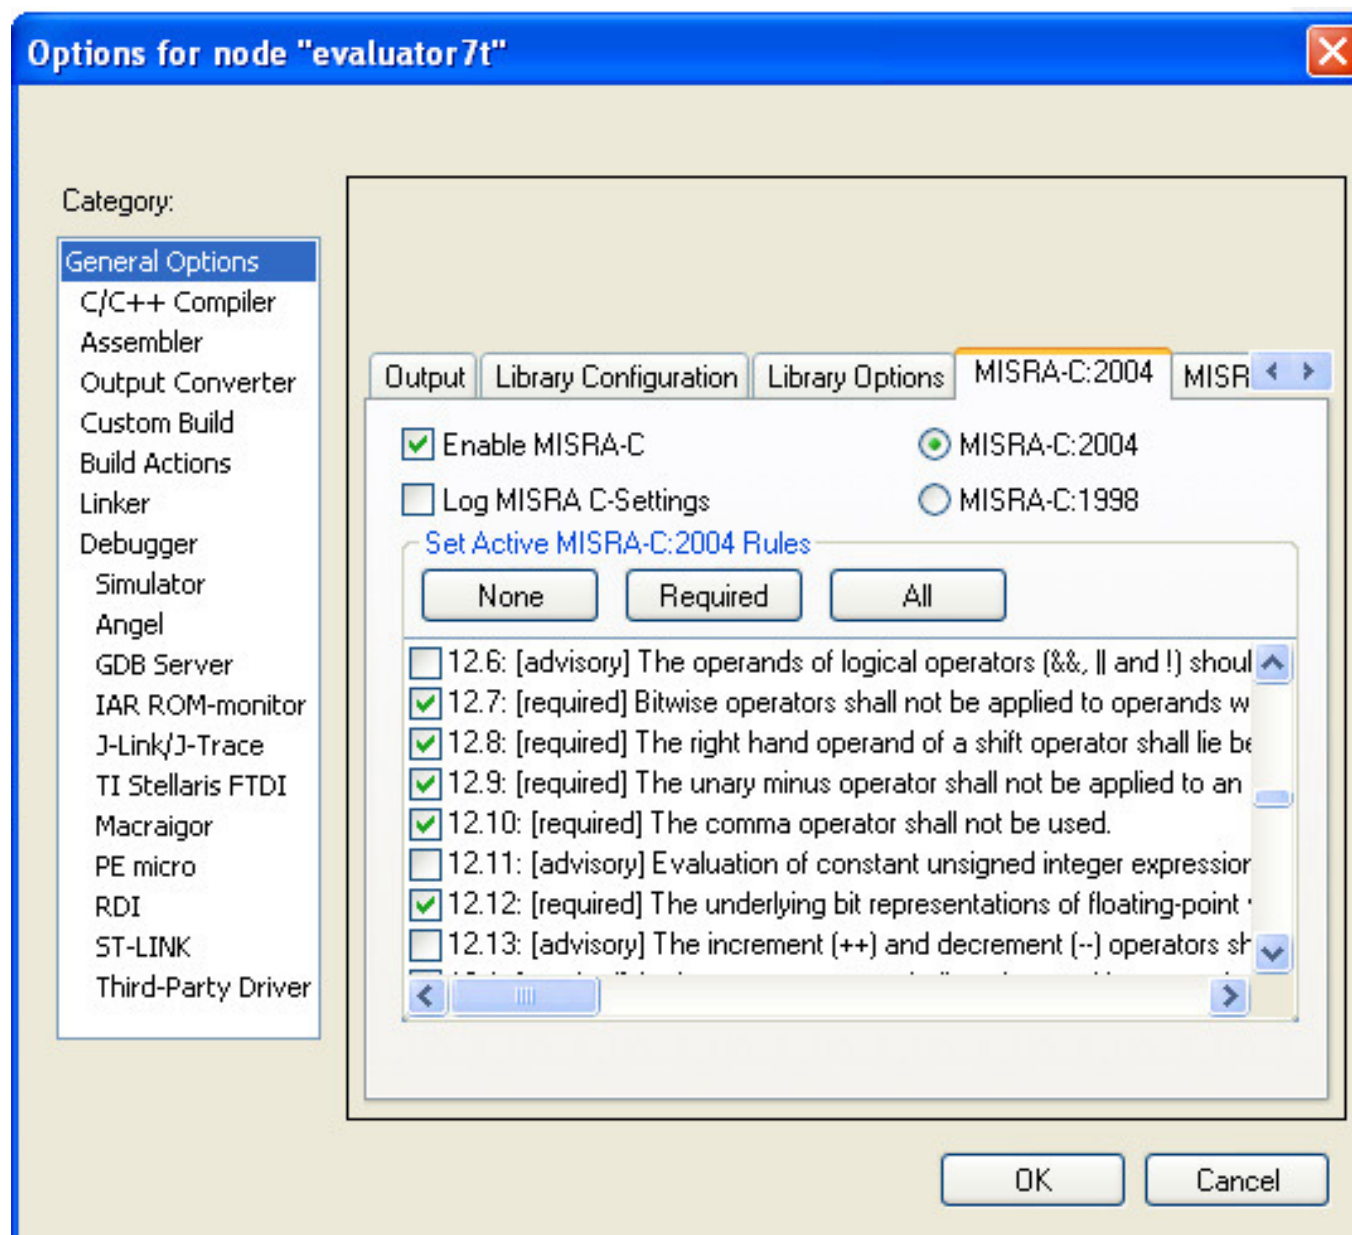 Options for node "evaluator7t"
Category:
General Options
C/C++ Compiler
Assembler
Output Converter
Custom Build
Build Actions
Linker
Debugger
Simulator
Angel
GDB Server
IAR ROM-monitor
J-Link/J-Trace
TI Stellaris FTDI
Macraigor
PE micro
RDI
ST-LINK
Third-Party Driver
Output Library Configuration Library Options MISRA-C:2004 MISR
Enable MISRA-C MISRA-C:2004
Log MISRA C-Settings MISRA-C:1998
Set Active MISRA-C:2004 Rules
None Required All
12.6: [advisory] The operands of logical operators (&&, || and !) shoul
12.7: [required] Bitwise operators shall not be applied to operands w
12.8: [required] The right hand operand of a shift operator shall lie be
12.9: [required] The unary minus operator shall not be applied to an
12.10: [required] The comma operator shall not be used.
12.11: [advisory] Evaluation of constant unsigned integer expression
12.12: [required] The underlying bit representations of floating-point
12.13: [advisory] The increment (++) and decrement (--) operators sh
OK Cancel